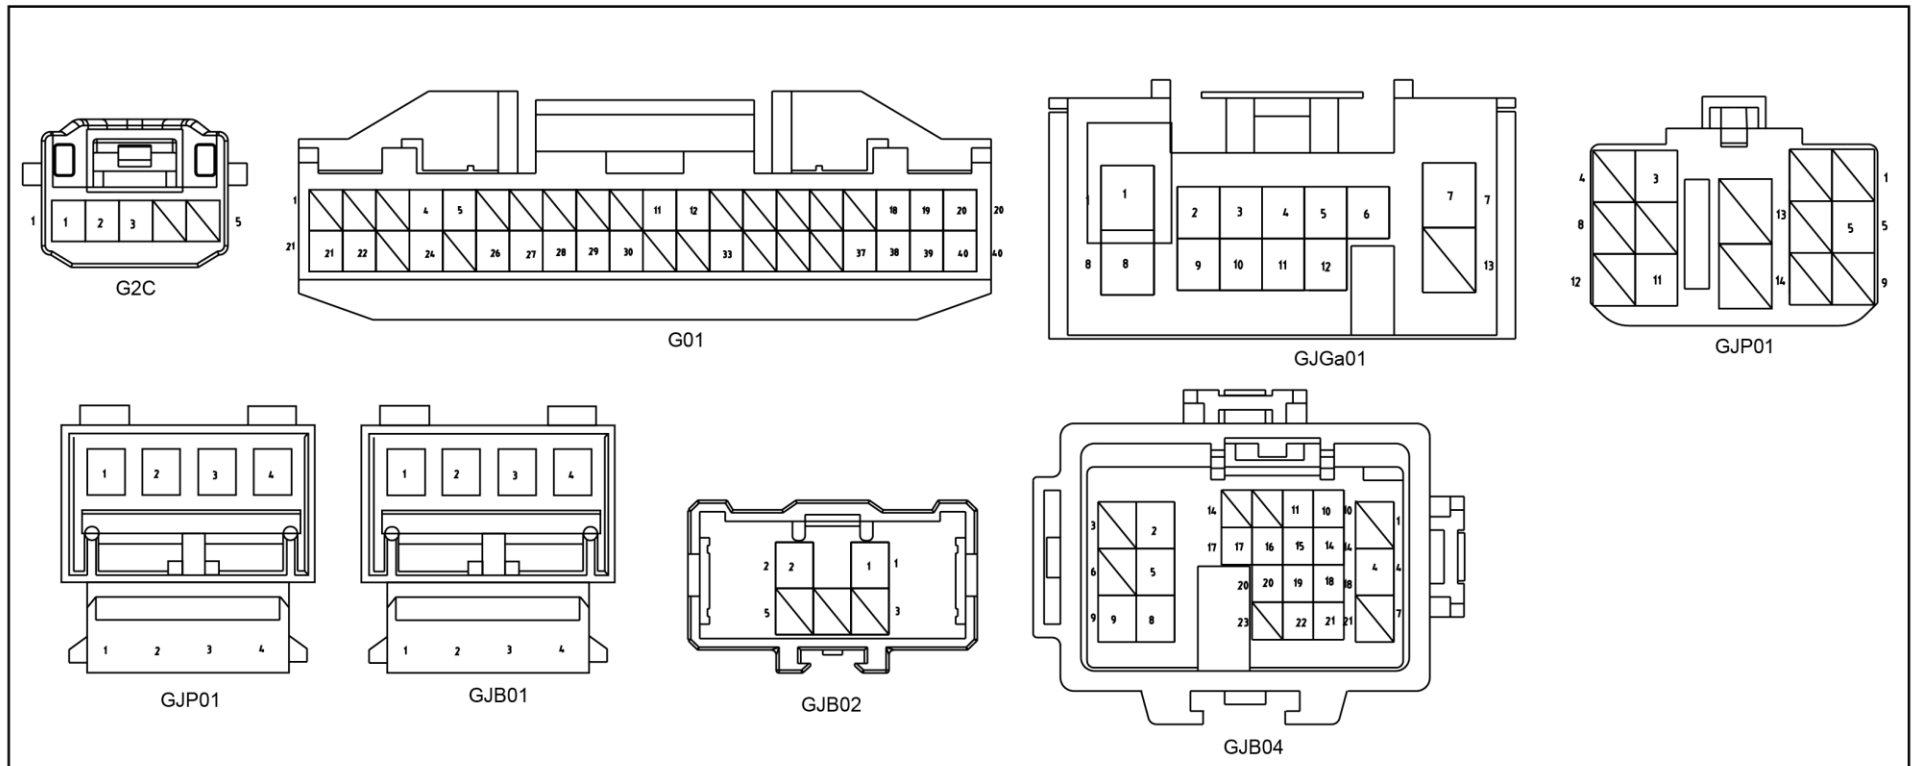 1 1 2 3 5
G2C
1 4 5 11 12 18 19 20 20
21 21 22 24 26 27 28 29 30 33 37 38 39 40 40
G01
1 1 2 3 4 5 6 7 7
8 8 9 10 11 12 13
GJGa01
4 3 13 1
8 5 5
12 11 14 9
GJP01
1 2 3 4
1 2 3 4
GJP01
1 2 3 4
1 2 3 4
GJB01
2 2 1 1
5 3
GJB02
3 2 14 11 10 10 1
17 17 16 15 14 14
6 5 4 4
20 20 19 18 18
9 9 8 23 22 21 21 7
GJB04